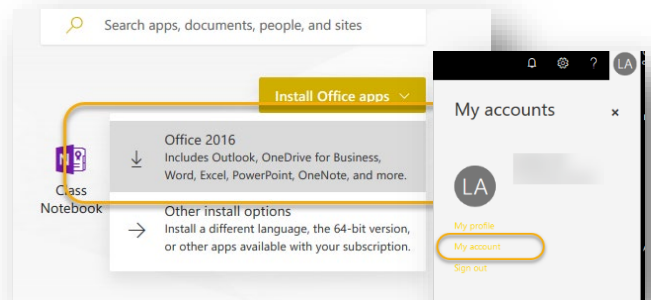 Search apps, documents, people, and sites
Install Office apps
Office 2016
Includes Outlook, OneDrive for Business,
Word, Excel, PowerPoint, OneNote, and more.
Class
Notebook
Other install options
Install a different language, the 64-bit version,
or other apps available with your subscription.
? LA
My accounts ×
LA
My profile
My account
Sign out